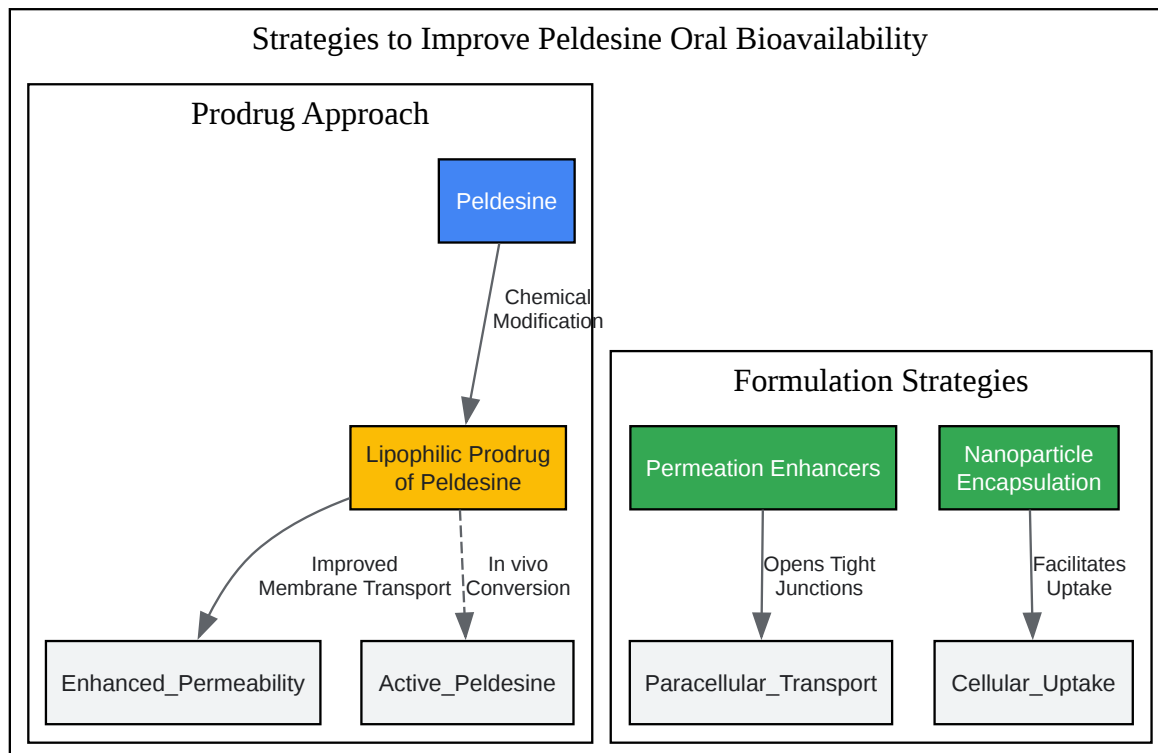 Strategies to Improve Peldesine Oral Bioavailability
Prodrug Approach
Peldesine
Chemical
Modification
Lipophilic Prodrug
of Peldesine
Improved
Membrane Transport
In vivo
Conversion
Enhanced_Permeability
Active_Peldesine
Formulation Strategies
Permeation Enhancers
Nanoparticle
Encapsulation
Opens Tight
Junctions
Facilitates
Uptake
Paracellular_Transport
Cellular_Uptake